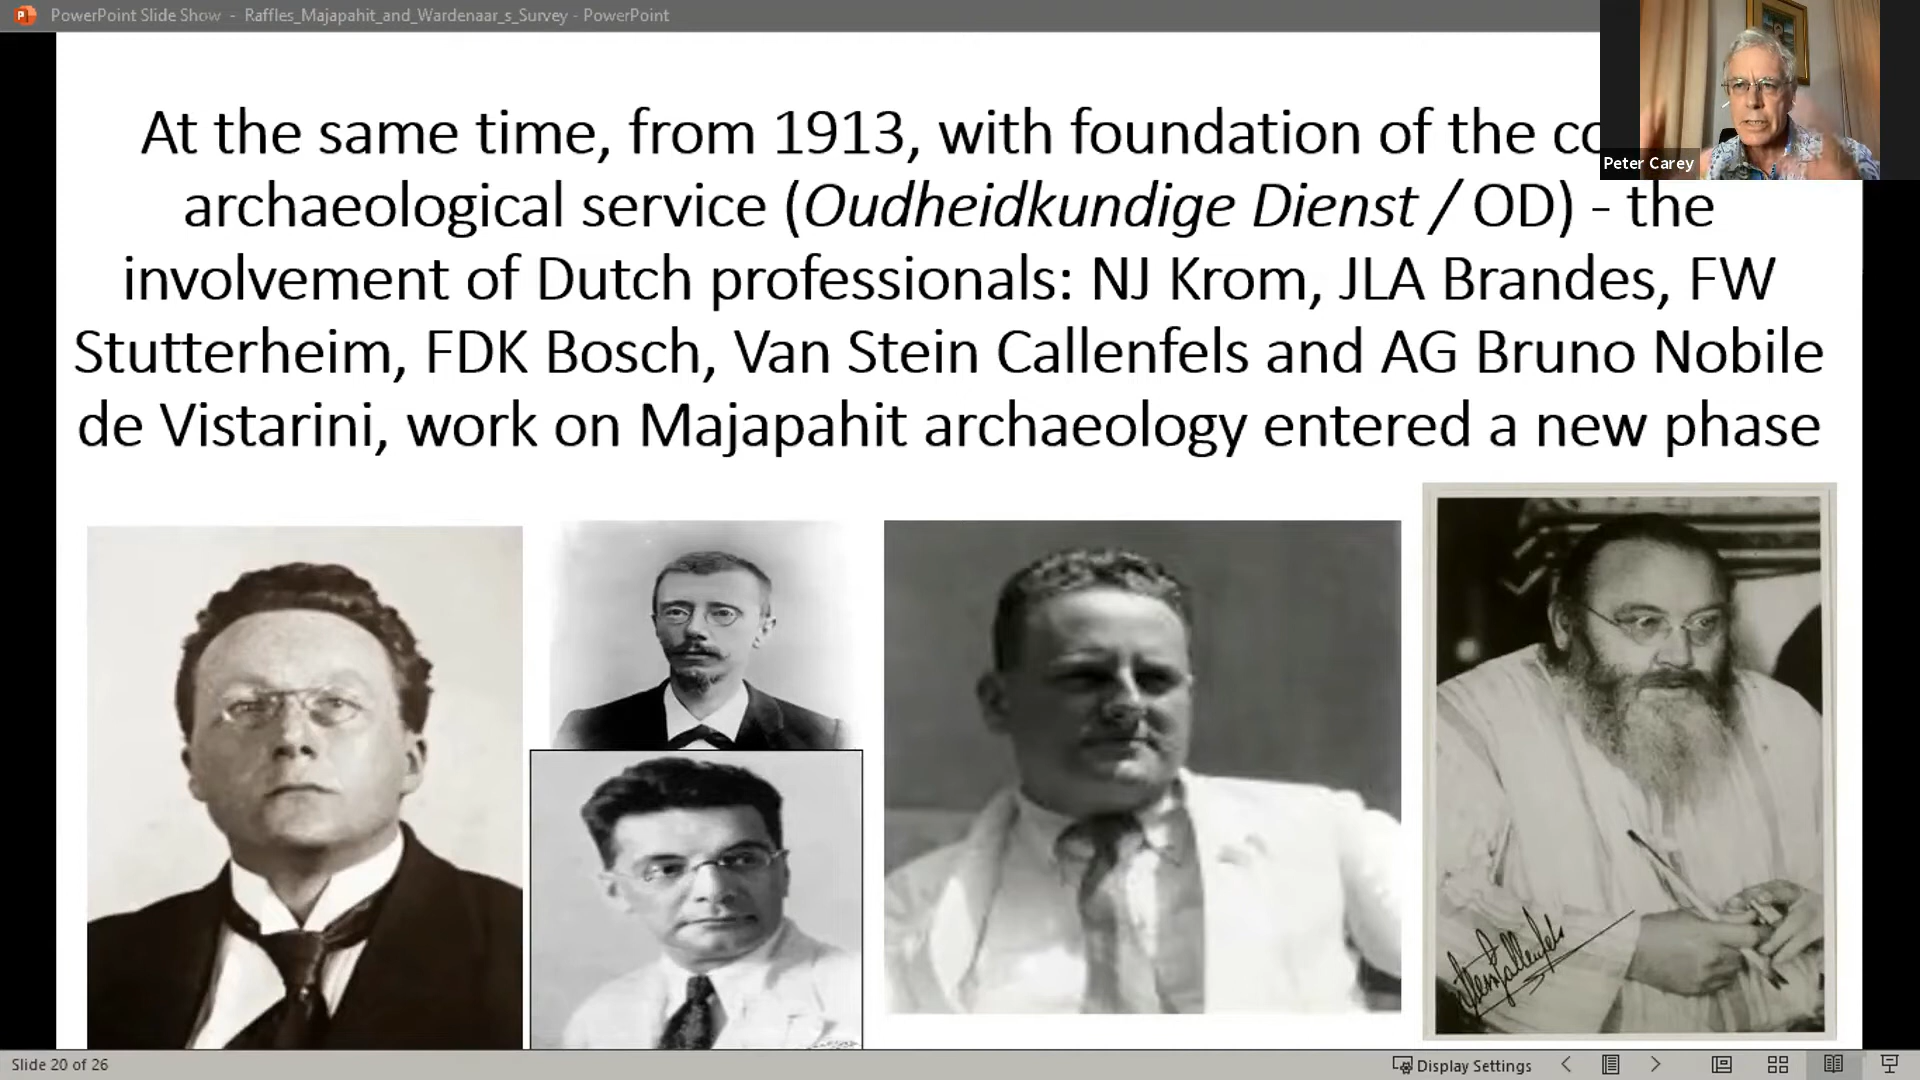 PowerPoint Slide Show - Raffles_Majapahit_and_Wardenaar_s_Survey - PowerPoint
At the same time, from 1913, with foundation of the co
Peter Carey
archaeological service (Oudheidkundige Dienst / OD) - the
involvement of Dutch professionals: NJ Krom, JLA Brandes, FW
Stutterheim, FDK Bosch, Van Stein Callenfels and AG Bruno Nobile
de Vistarini, work on Majapahit archaeology entered a new phase
Slide 20 of 26
Display Settings